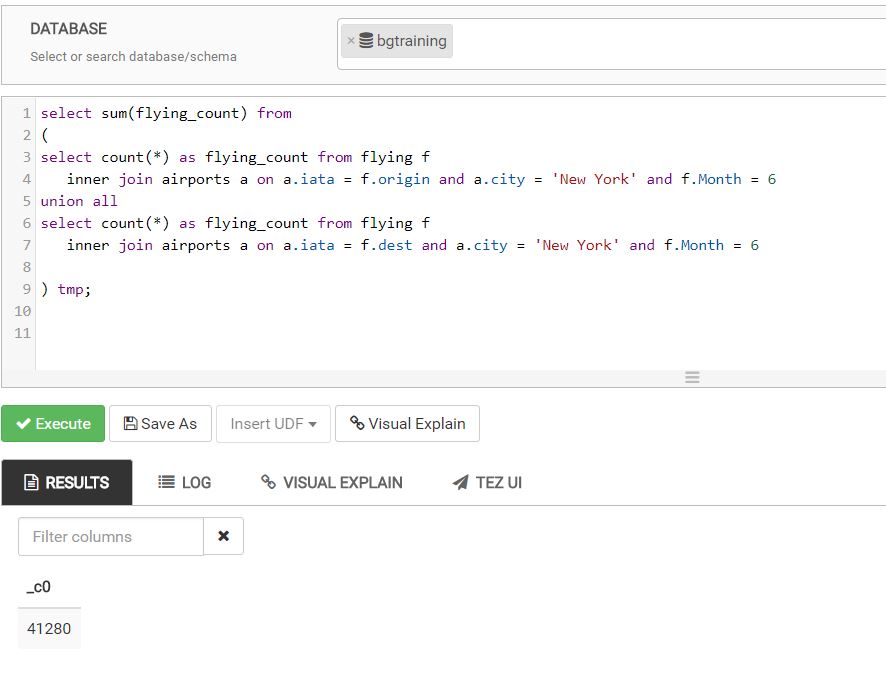 DATABASE
Select or search database/schema
× bgtraining
1 select sum(flying_count) from
2 (
3 select count(*) as flying_count from flying f
4 inner join airports a on a.iata = f.origin and a.city = 'New York' and f.Month = 6
5 union all
6 select count(*) as flying_count from flying f
7 inner join airports a on a.iata = f.dest and a.city = 'New York' and f.Month = 6
8
9 ) tmp;
10
11
Execute Save As Insert UDF Visual Explain
RESULTS LOG VISUAL EXPLAIN TEZ UI
Filter columns
_c0
41280